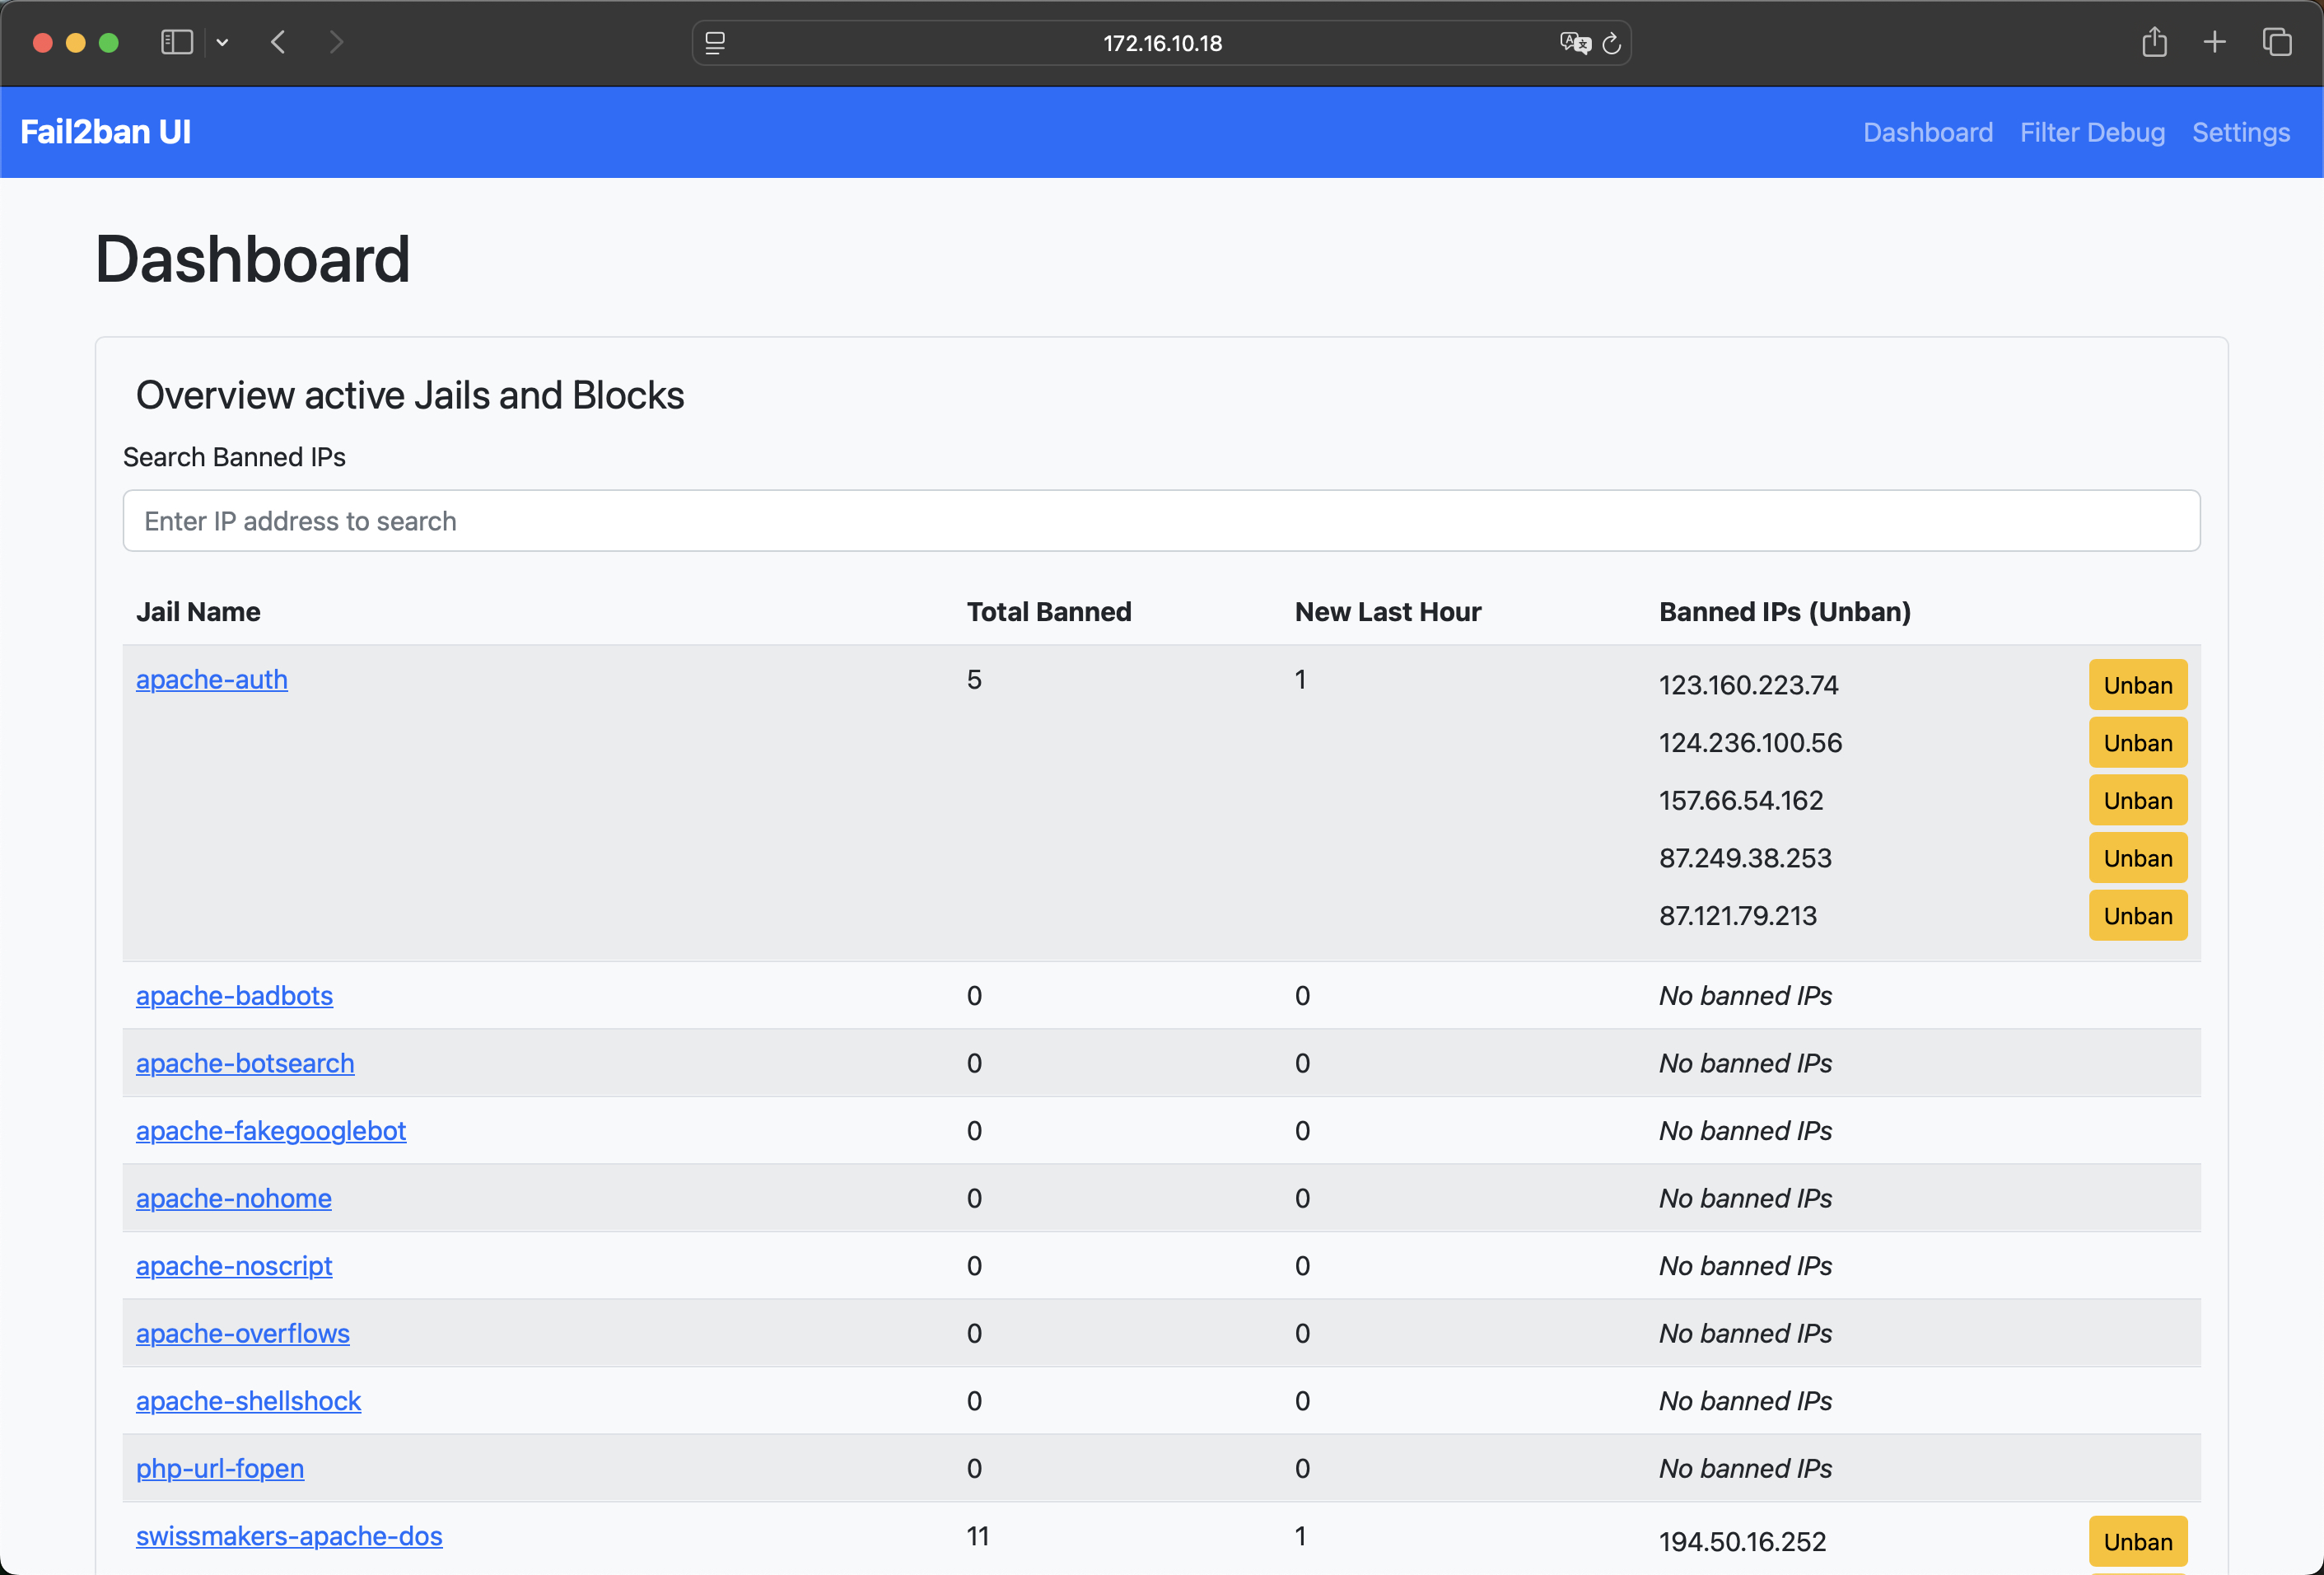 172.16.10.18
Fail2ban UI Dashboard Filter Debug Settings
Dashboard
Overview active Jails and Blocks
Search Banned IPs
Enter IP address to search
Jail Name Total Banned New Last Hour Banned IPs (Unban)
apache-auth 5 1 123.160.223.74 Unban
124.236.100.56 Unban
157.66.54.162 Unban
87.249.38.253 Unban
87.121.79.213 Unban
apache-badbots 0 0 No banned IPs
apache-botsearch 0 0 No banned IPs
apache-fakegooglebot 0 0 No banned IPs
apache-nohome 0 0 No banned IPs
apache-noscript 0 0 No banned IPs
apache-overflows 0 0 No banned IPs
apache-shellshock 0 0 No banned IPs
php-url-fopen 0 0 No banned IPs
swissmakers-apache-dos 11 1 194.50.16.252 Unban